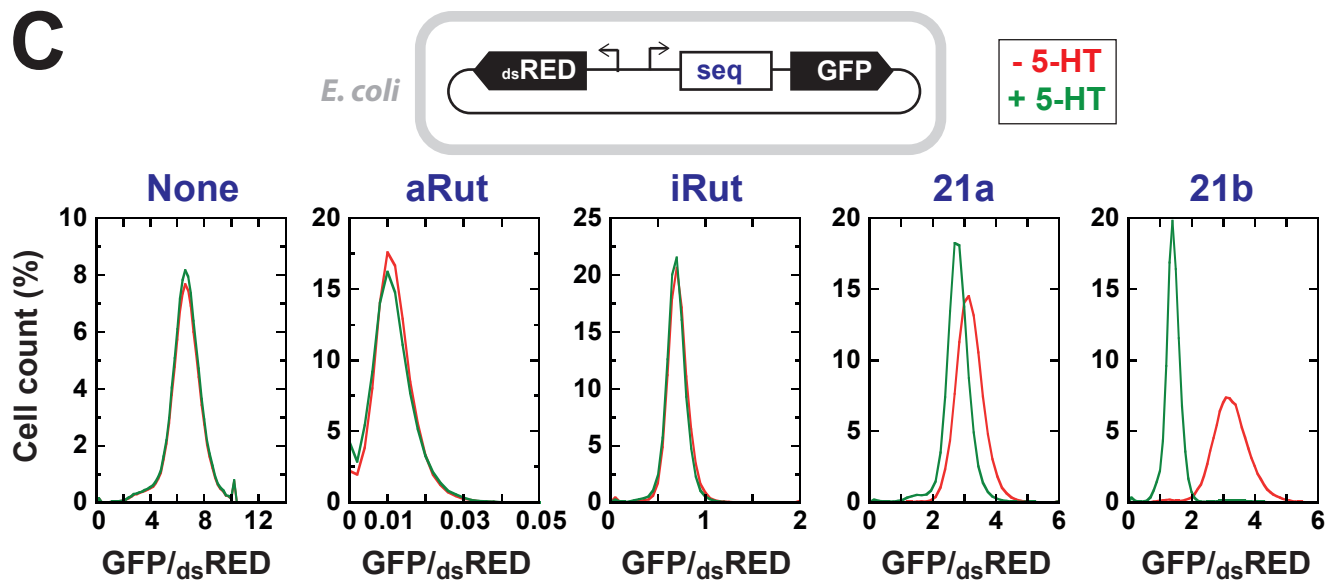 C
E. coli
dsRED
seq
GFP
- 5-HT
+ 5-HT
None
aRut
iRut
21a
21b
Cell count (%)
10
8
6
4
2
0
0 4 8 12
GFP/dsRED
20
15
10
5
0
0 0.01 0.03 0.05
GFP/dsRED
25
20
15
10
5
0
0 1 2
GFP/dsRED
20
15
10
5
0
0 2 4 6
GFP/dsRED
20
15
10
5
0
0 2 4 6
GFP/dsRED